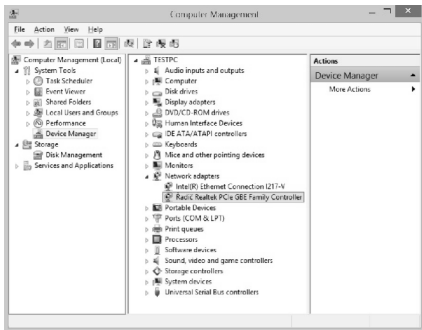 Computer Management
File Action View Help
Computer Management (Local)
System Tools
Task Scheduler
Event Viewer
Shared Folders
Local Users and Groups
Performance
Device Manager
Storage
Disk Management
Services and Applications
TESTPC
Audio inputs and outputs
Computer
Disk drives
Display adapters
DVD/CD-ROM drives
Human Interface Devices
IDE ATA/ATAPI controllers
Keyboards
Mice and other pointing devices
Monitors
Network adapters
Intel(R) Ethernet Connection I217-V
Radic Realtek PCIe GBE Family Controller
Portable Devices
Ports (COM & LPT)
Print queues
Processors
Software devices
Sound, video and game controllers
Storage controllers
System devices
Universal Serial Bus controllers
Actions
Device Manager
More Actions